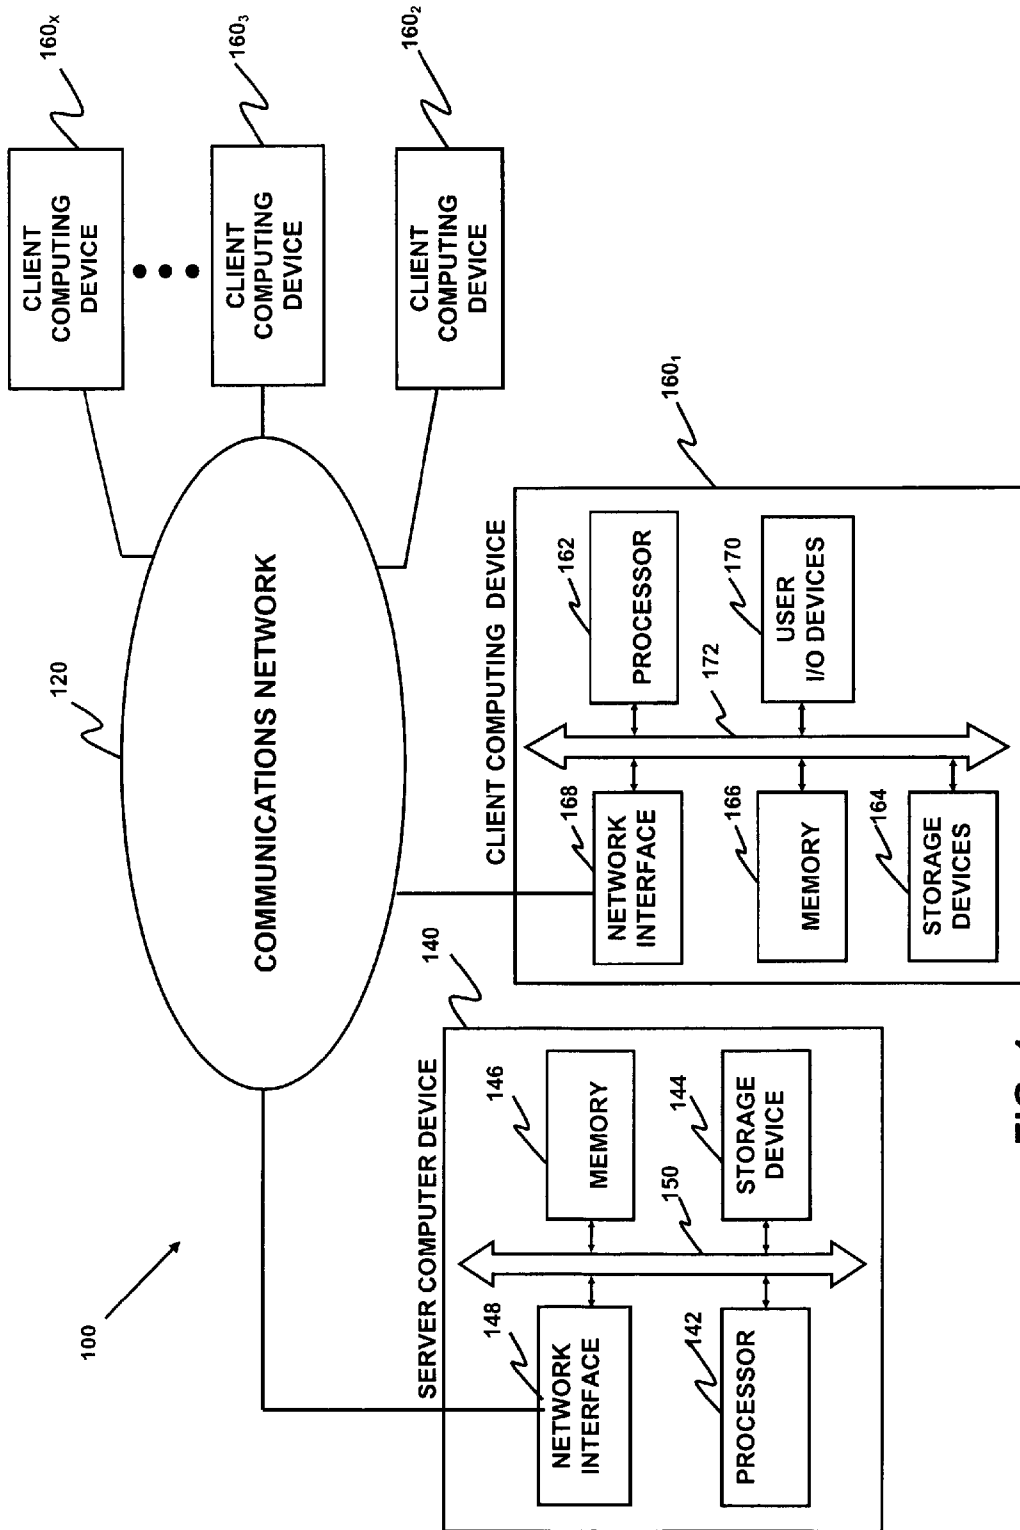 100
120
COMMUNICATIONS NETWORK
160X
CLIENT
COMPUTING
DEVICE
1603
CLIENT
COMPUTING
DEVICE
1602
CLIENT
COMPUTING
DEVICE
SERVER COMPUTER DEVICE
140
148
NETWORK
INTERFACE
146
MEMORY
150
142
PROCESSOR
144
STORAGE
DEVICE
CLIENT COMPUTING DEVICE
1601
168
NETWORK
INTERFACE
162
PROCESSOR
172
166
MEMORY
170
USER
I/O DEVICES
164
STORAGE
DEVICES
FIG.